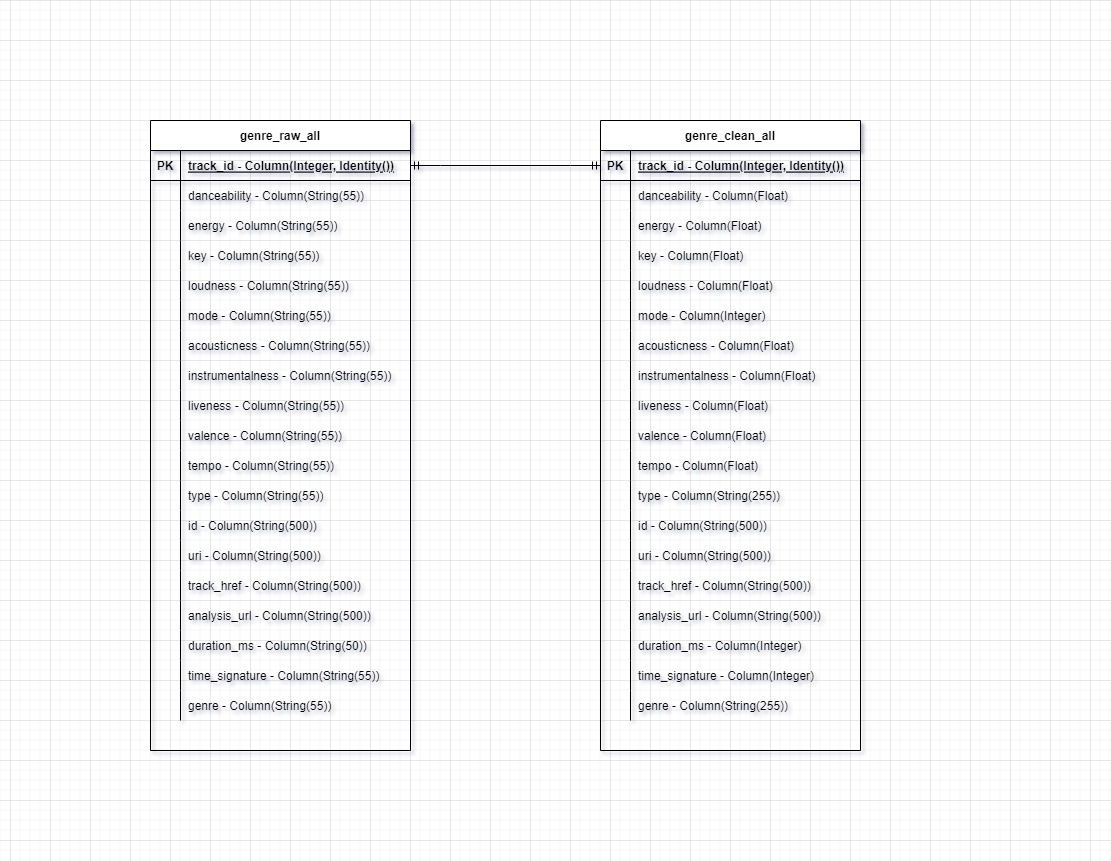 genre_raw_all
PK track_id - Column(Integer, Identity())
danceability - Column(String(55))
energy - Column(String(55))
key - Column(String(55))
loudness - Column(String(55))
mode - Column(String(55))
acousticness - Column(String(55))
instrumentalness - Column(String(55))
liveness - Column(String(55))
valence - Column(String(55))
tempo - Column(String(55))
type - Column(String(55))
id - Column(String(500))
uri - Column(String(500))
track_href - Column(String(500))
analysis_url - Column(String(500))
duration_ms - Column(String(50))
time_signature - Column(String(55))
genre - Column(String(55))
genre_clean_all
PK track_id - Column(Integer, Identity())
danceability - Column(Float)
energy - Column(Float)
key - Column(Float)
loudness - Column(Float)
mode - Column(Integer)
acousticness - Column(Float)
instrumentalness - Column(Float)
liveness - Column(Float)
valence - Column(Float)
tempo - Column(Float)
type - Column(String(255))
id - Column(String(500))
uri - Column(String(500))
track_href - Column(String(500))
analysis_url - Column(String(500))
duration_ms - Column(Integer)
time_signature - Column(Integer)
genre - Column(String(255))